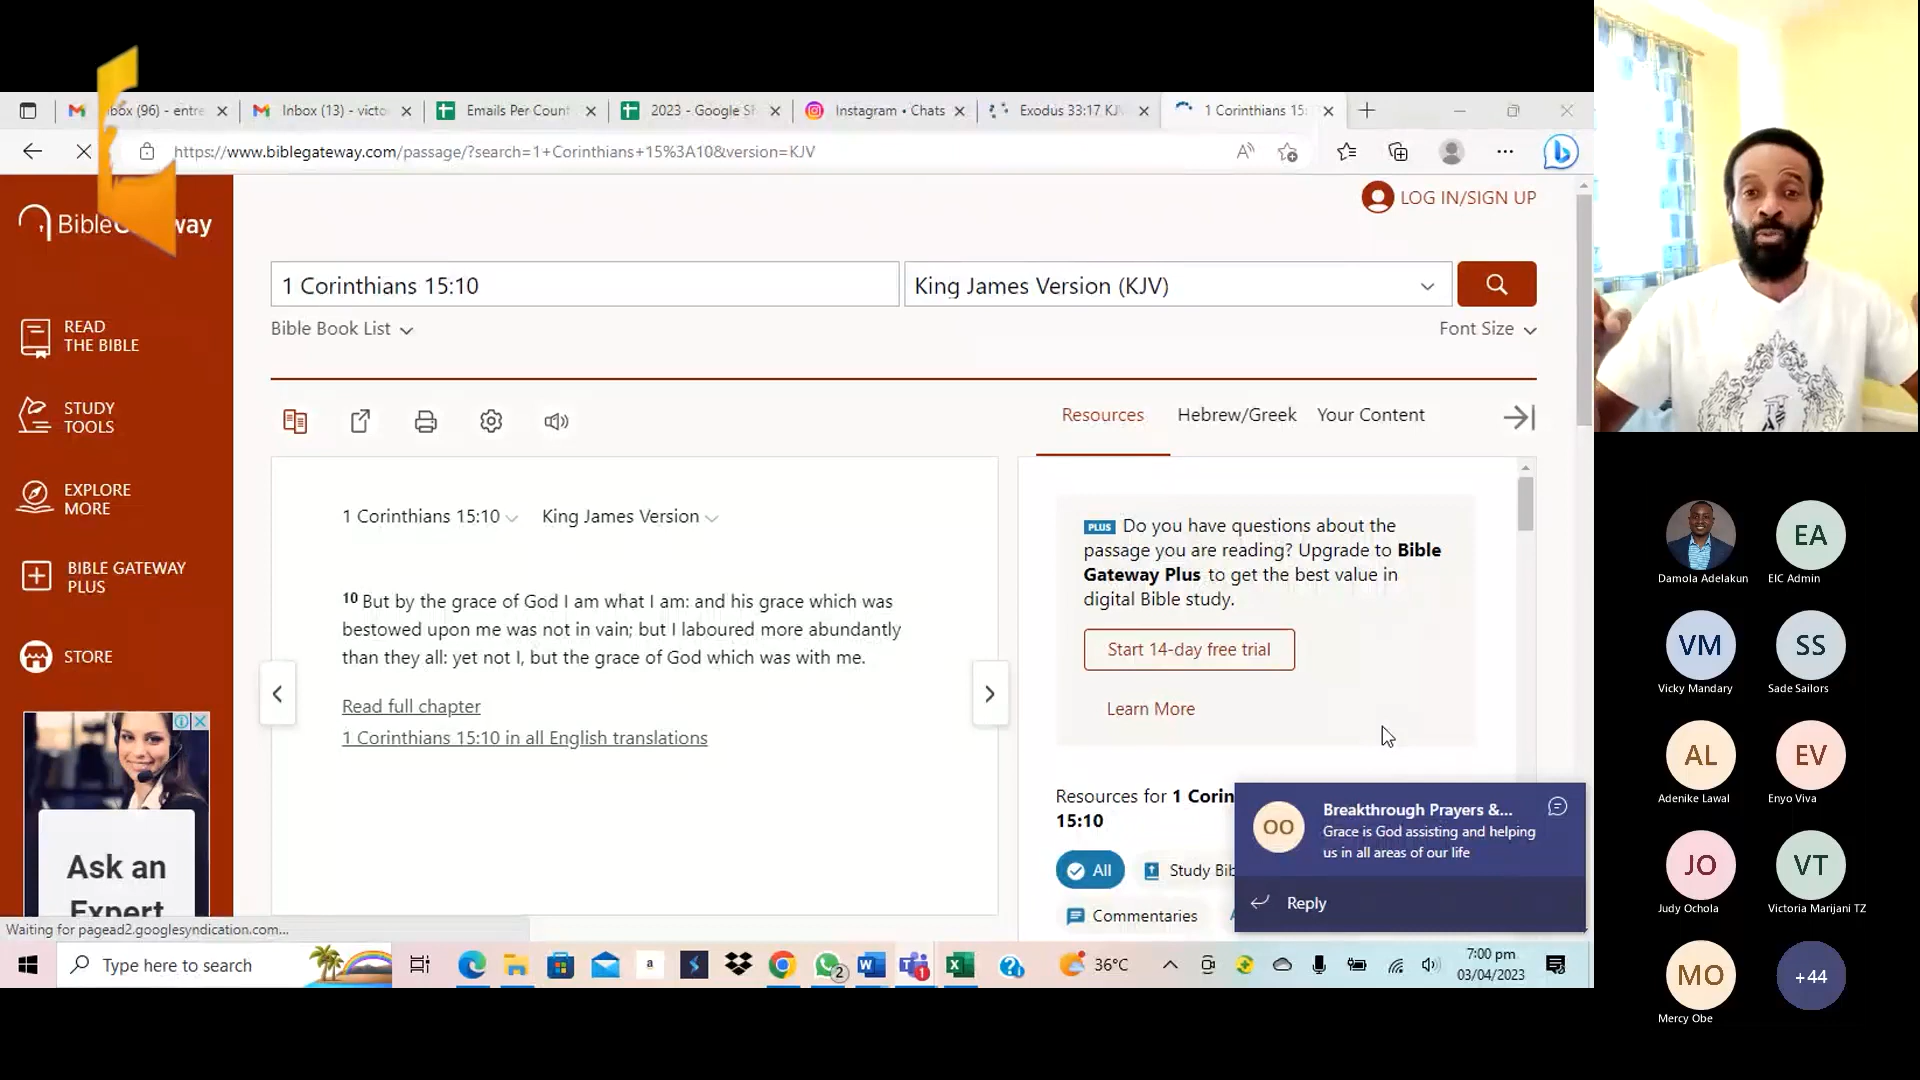 box (96) - entre
Inbox (13) - victo
Emails Per Count
2023 - Google S
Instagram • Chats
Exodus 33:17 KJ
1 Corinthians 15:
https://www.biblegateway.com/passage/?search=1+Corinthians+15%3A10&version=KJV
LOG IN/SIGN UP
1 Corinthians 15:10
King James Version (KJV)
Bible Book List
Font Size
READ
THE BIBLE
STUDY
TOOLS
EXPLORE
MORE
BIBLE GATEWAY
PLUS
STORE
Ask an
Expert
Waiting for pagead2.googlesyndication.com...
Resources
Hebrew/Greek
Your Content
1 Corinthians 15:10
King James Version
10 But by the grace of God I am what I am: and his grace which was
bestowed upon me was not in vain; but I laboured more abundantly
than they all: yet not I, but the grace of God which was with me.
Read full chapter
1 Corinthians 15:10 in all English translations
PLUS Do you have questions about the
passage you are reading? Upgrade to Bible
Gateway Plus to get the best value in
digital Bible study.
Start 14-day free trial
Learn More
Resources for 1 Corin
15:10
All
Study Bib
Commentaries
OO
Breakthrough Prayers &...
Grace is God assisting and helping
us in all areas of our life
Reply
Type here to search
a
2
1
36°C
7:00 pm
03/04/2023
Damola Adelakun
EA
EIC Admin
VM
Vicky Mandary
SS
Sade Sailors
AL
Adenike Lawal
EV
Enyo Viva
JO
Judy Ochola
VT
Victoria Marijani TZ
MO
Mercy Obe
+44